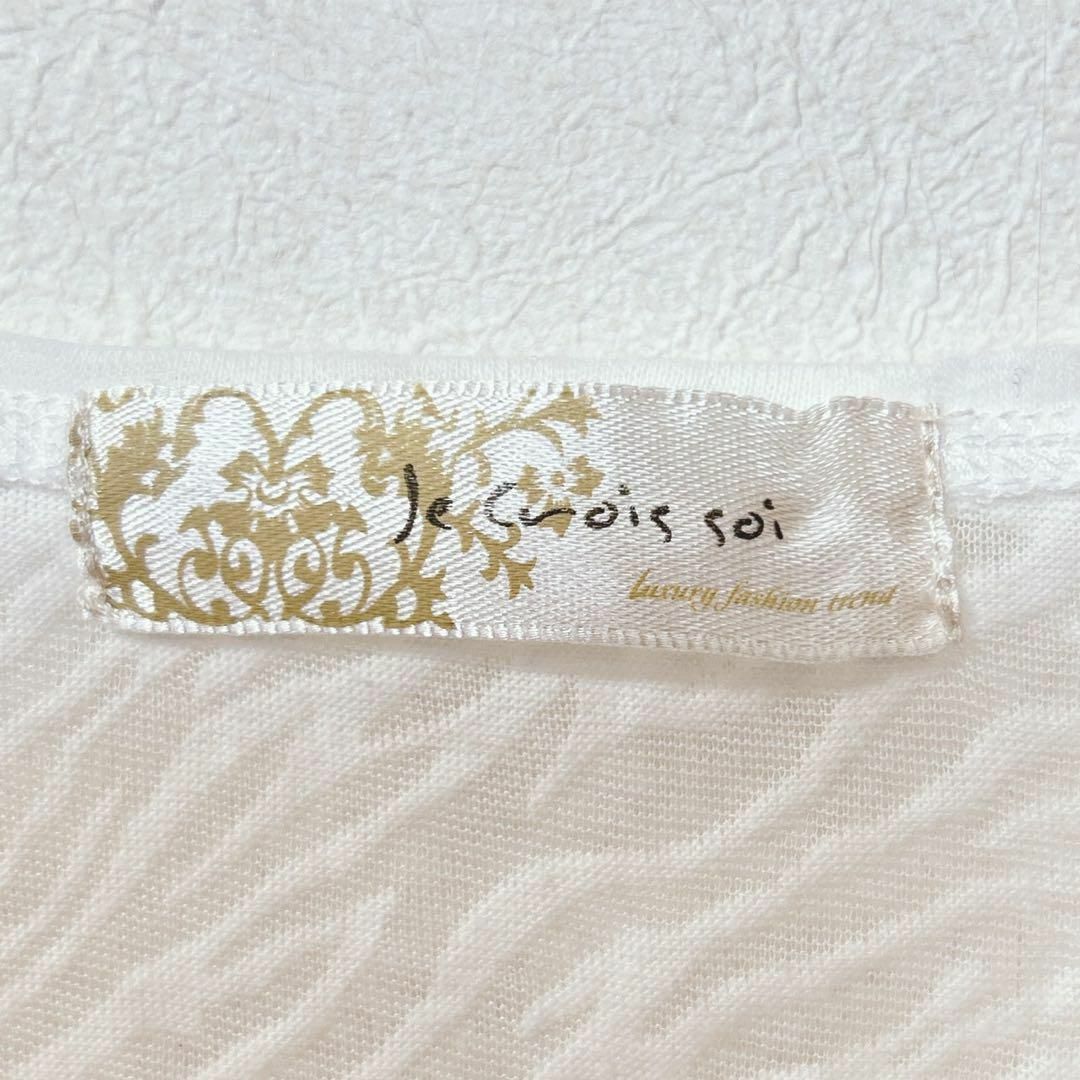 Je Crois soi
luxury fashion trend